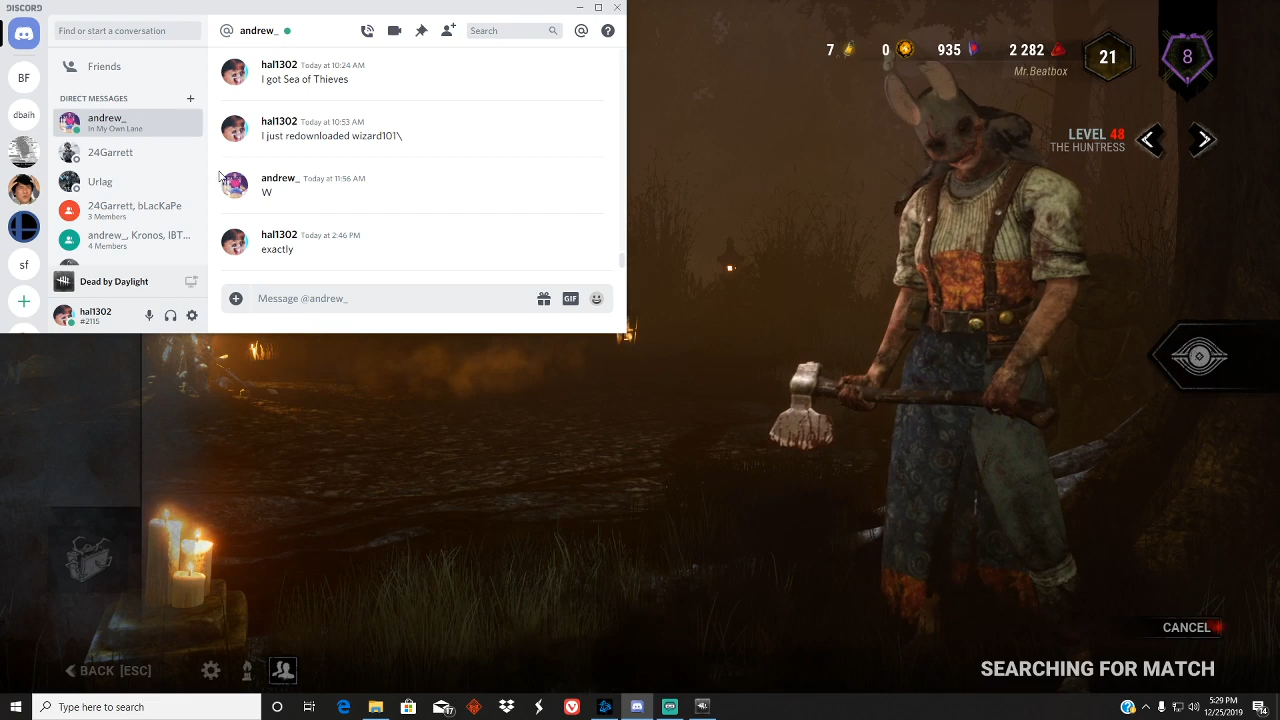 DISCORD
Find or start a conversation
@ andrew_
Search
Friends
DIRECT MESSAGES
andrew_
In My Own Lane
24Garrett
Urlag
24Garrett, bLacKaPe
3 Members
andrew_, Kronos, IBT...
4 Members
Dead by Daylight
hal1302
#2115
BF
dbaih
sf
hal1302 Today at 10:24 AM
I got Sea of Thieves
hal1302 Today at 10:53 AM
I just redownloaded wizard101\
andrew_ Today at 11:56 AM
W
hal1302 Today at 2:46 PM
exactly
Message @andrew_
GIF
7 0 935 2 282 21 8
Mr.Beatbox
LEVEL 48
THE HUNTRESS
CANCEL
BACK [ESC]
SEARCHING FOR MATCH
Type here to search
5:29 PM
12/25/2019